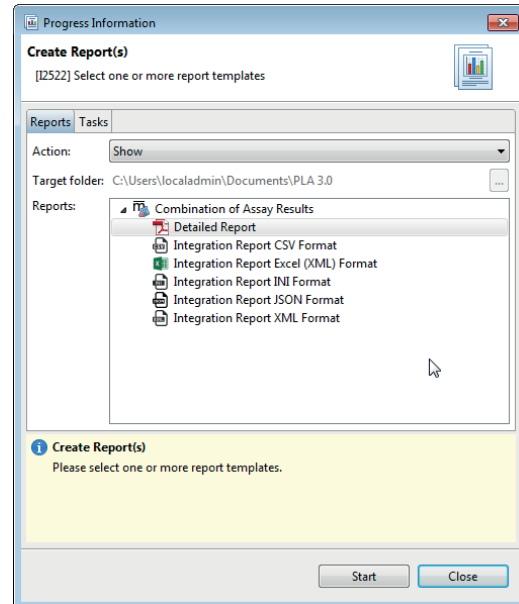 Progress Information
Create Report(s)
[I2522] Select one or more report templates
Reports Tasks
Action: Show
Target folder: C:\Users\localadmin\Documents\PLA 3.0 ...
Reports: Combination of Assay Results
Detailed Report
Integration Report CSV Format
Integration Report Excel (XML) Format
Integration Report INI Format
Integration Report JSON Format
Integration Report XML Format
Create Report(s)
Please select one or more report templates.
Start Close